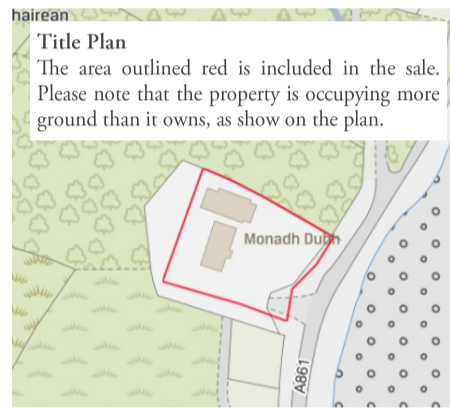 hairean
Title Plan
The area outlined red is included in the sale.
Please note that the property is occupying more
ground than it owns, as show on the plan.
Monadh Dubh
A861